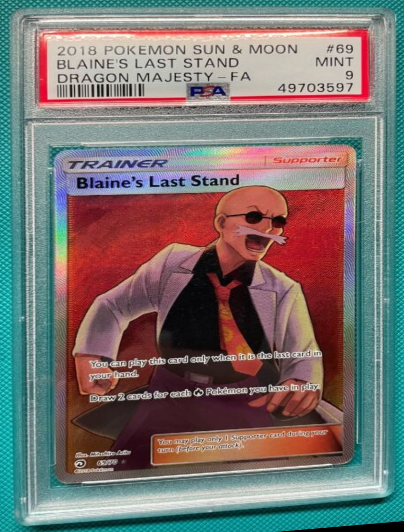 2018 POKEMON SUN & MOON #69
BLAINE'S LAST STAND MINT
DRAGON MAJESTY-FA 9
PSA 49703597
TRAINER Supporter
Blaine's Last Stand
You can play this card only when it is the last card in
your hand.
Draw 2 cards for each Pokémon you have in play.
You may play only 1 Supporter card during your
turn (before your attack).
Illus.
69/70